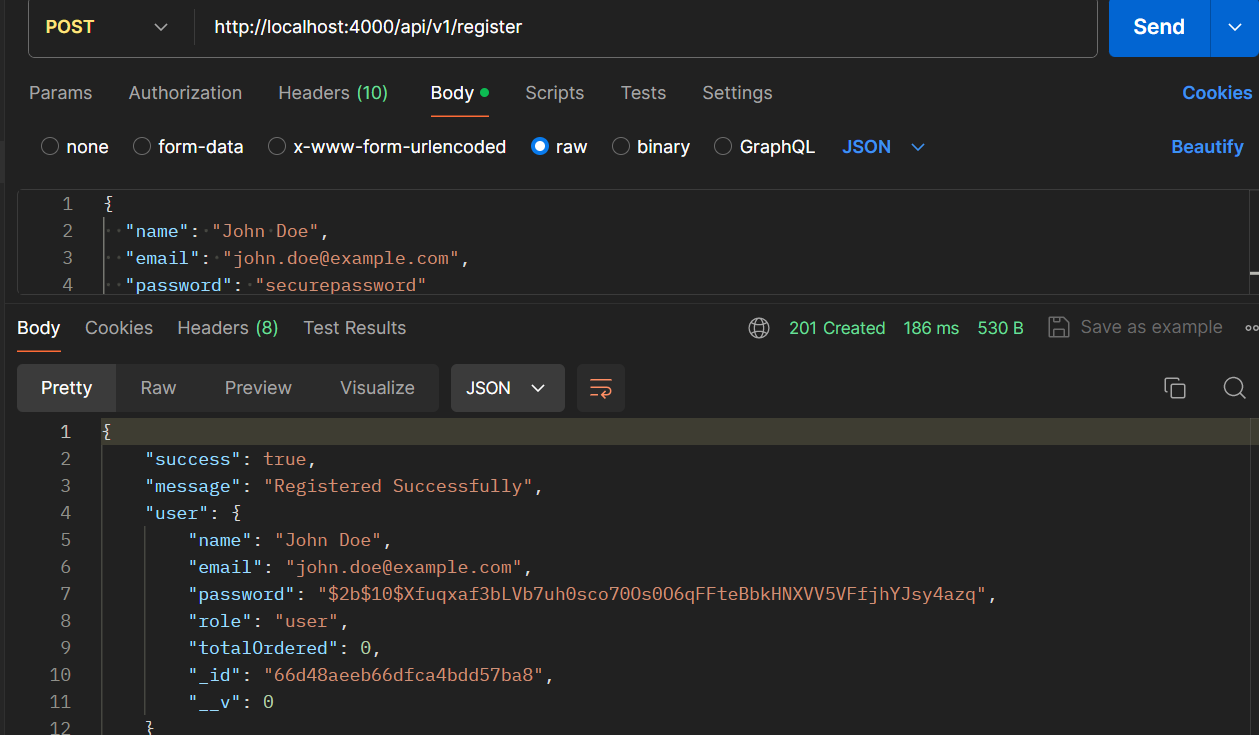 POST http://localhost:4000/api/v1/register Send
Params Authorization Headers (10) Body Scripts Tests Settings Cookies
none form-data x-www-form-urlencoded raw binary GraphQL JSON Beautify
1 {
2 "name": "John Doe",
3 "email": "john.doe@example.com",
4 "password": "securepassword"
Body Cookies Headers (8) Test Results 201 Created 186 ms 530 B Save as example
Pretty Raw Preview Visualize JSON
1 {
2 "success": true,
3 "message": "Registered Successfully",
4 "user": {
5 "name": "John Doe",
6 "email": "john.doe@example.com",
7 "password": "$2b$10$Xfuqxaf3bLVb7uh0sco70Os0O6qFFteBbkHNXVV5VFfjhYJsy4azq",
8 "role": "user",
9 "totalOrdered": 0,
10 "_id": "66d48aeeb66dfca4bdd57ba8",
11 "__v": 0
12 }